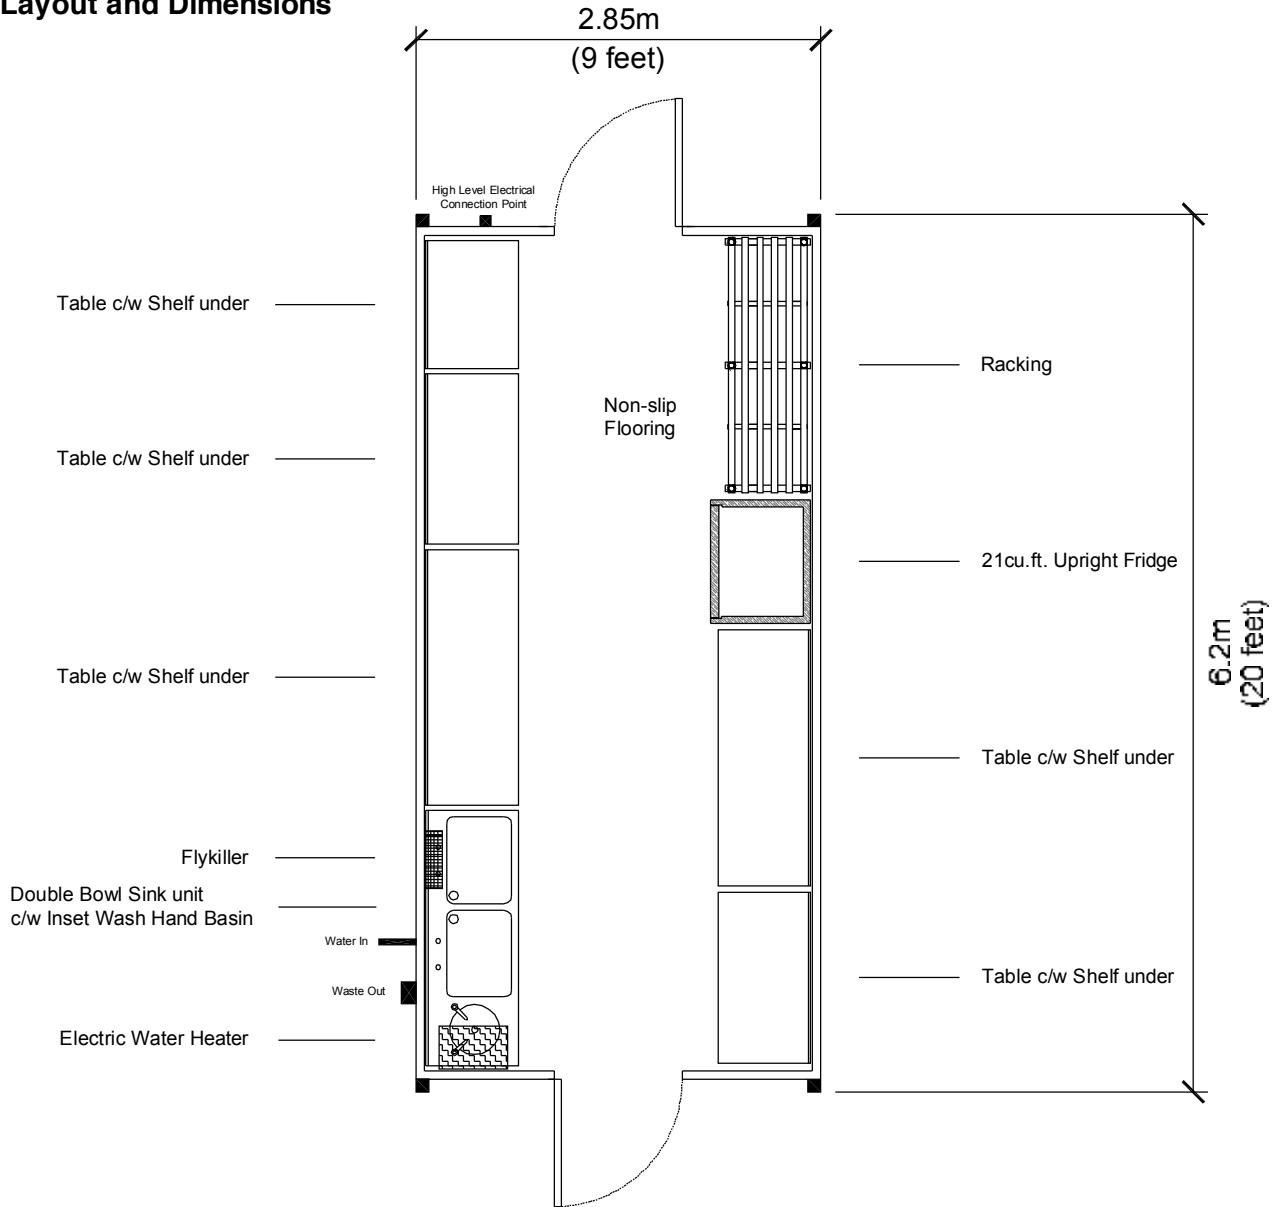 Layout and Dimensions
2.85m
(9 feet)
High Level Electrical
Connection Point
Table c/w Shelf under
Racking
Non-slip
Flooring
Table c/w Shelf under
21cu.ft. Upright Fridge
6.2m
(20 feet)
Table c/w Shelf under
Table c/w Shelf under
Flykiller
Double Bowl Sink unit
c/w Inset Wash Hand Basin
Water In
Table c/w Shelf under
Waste Out
Electric Water Heater